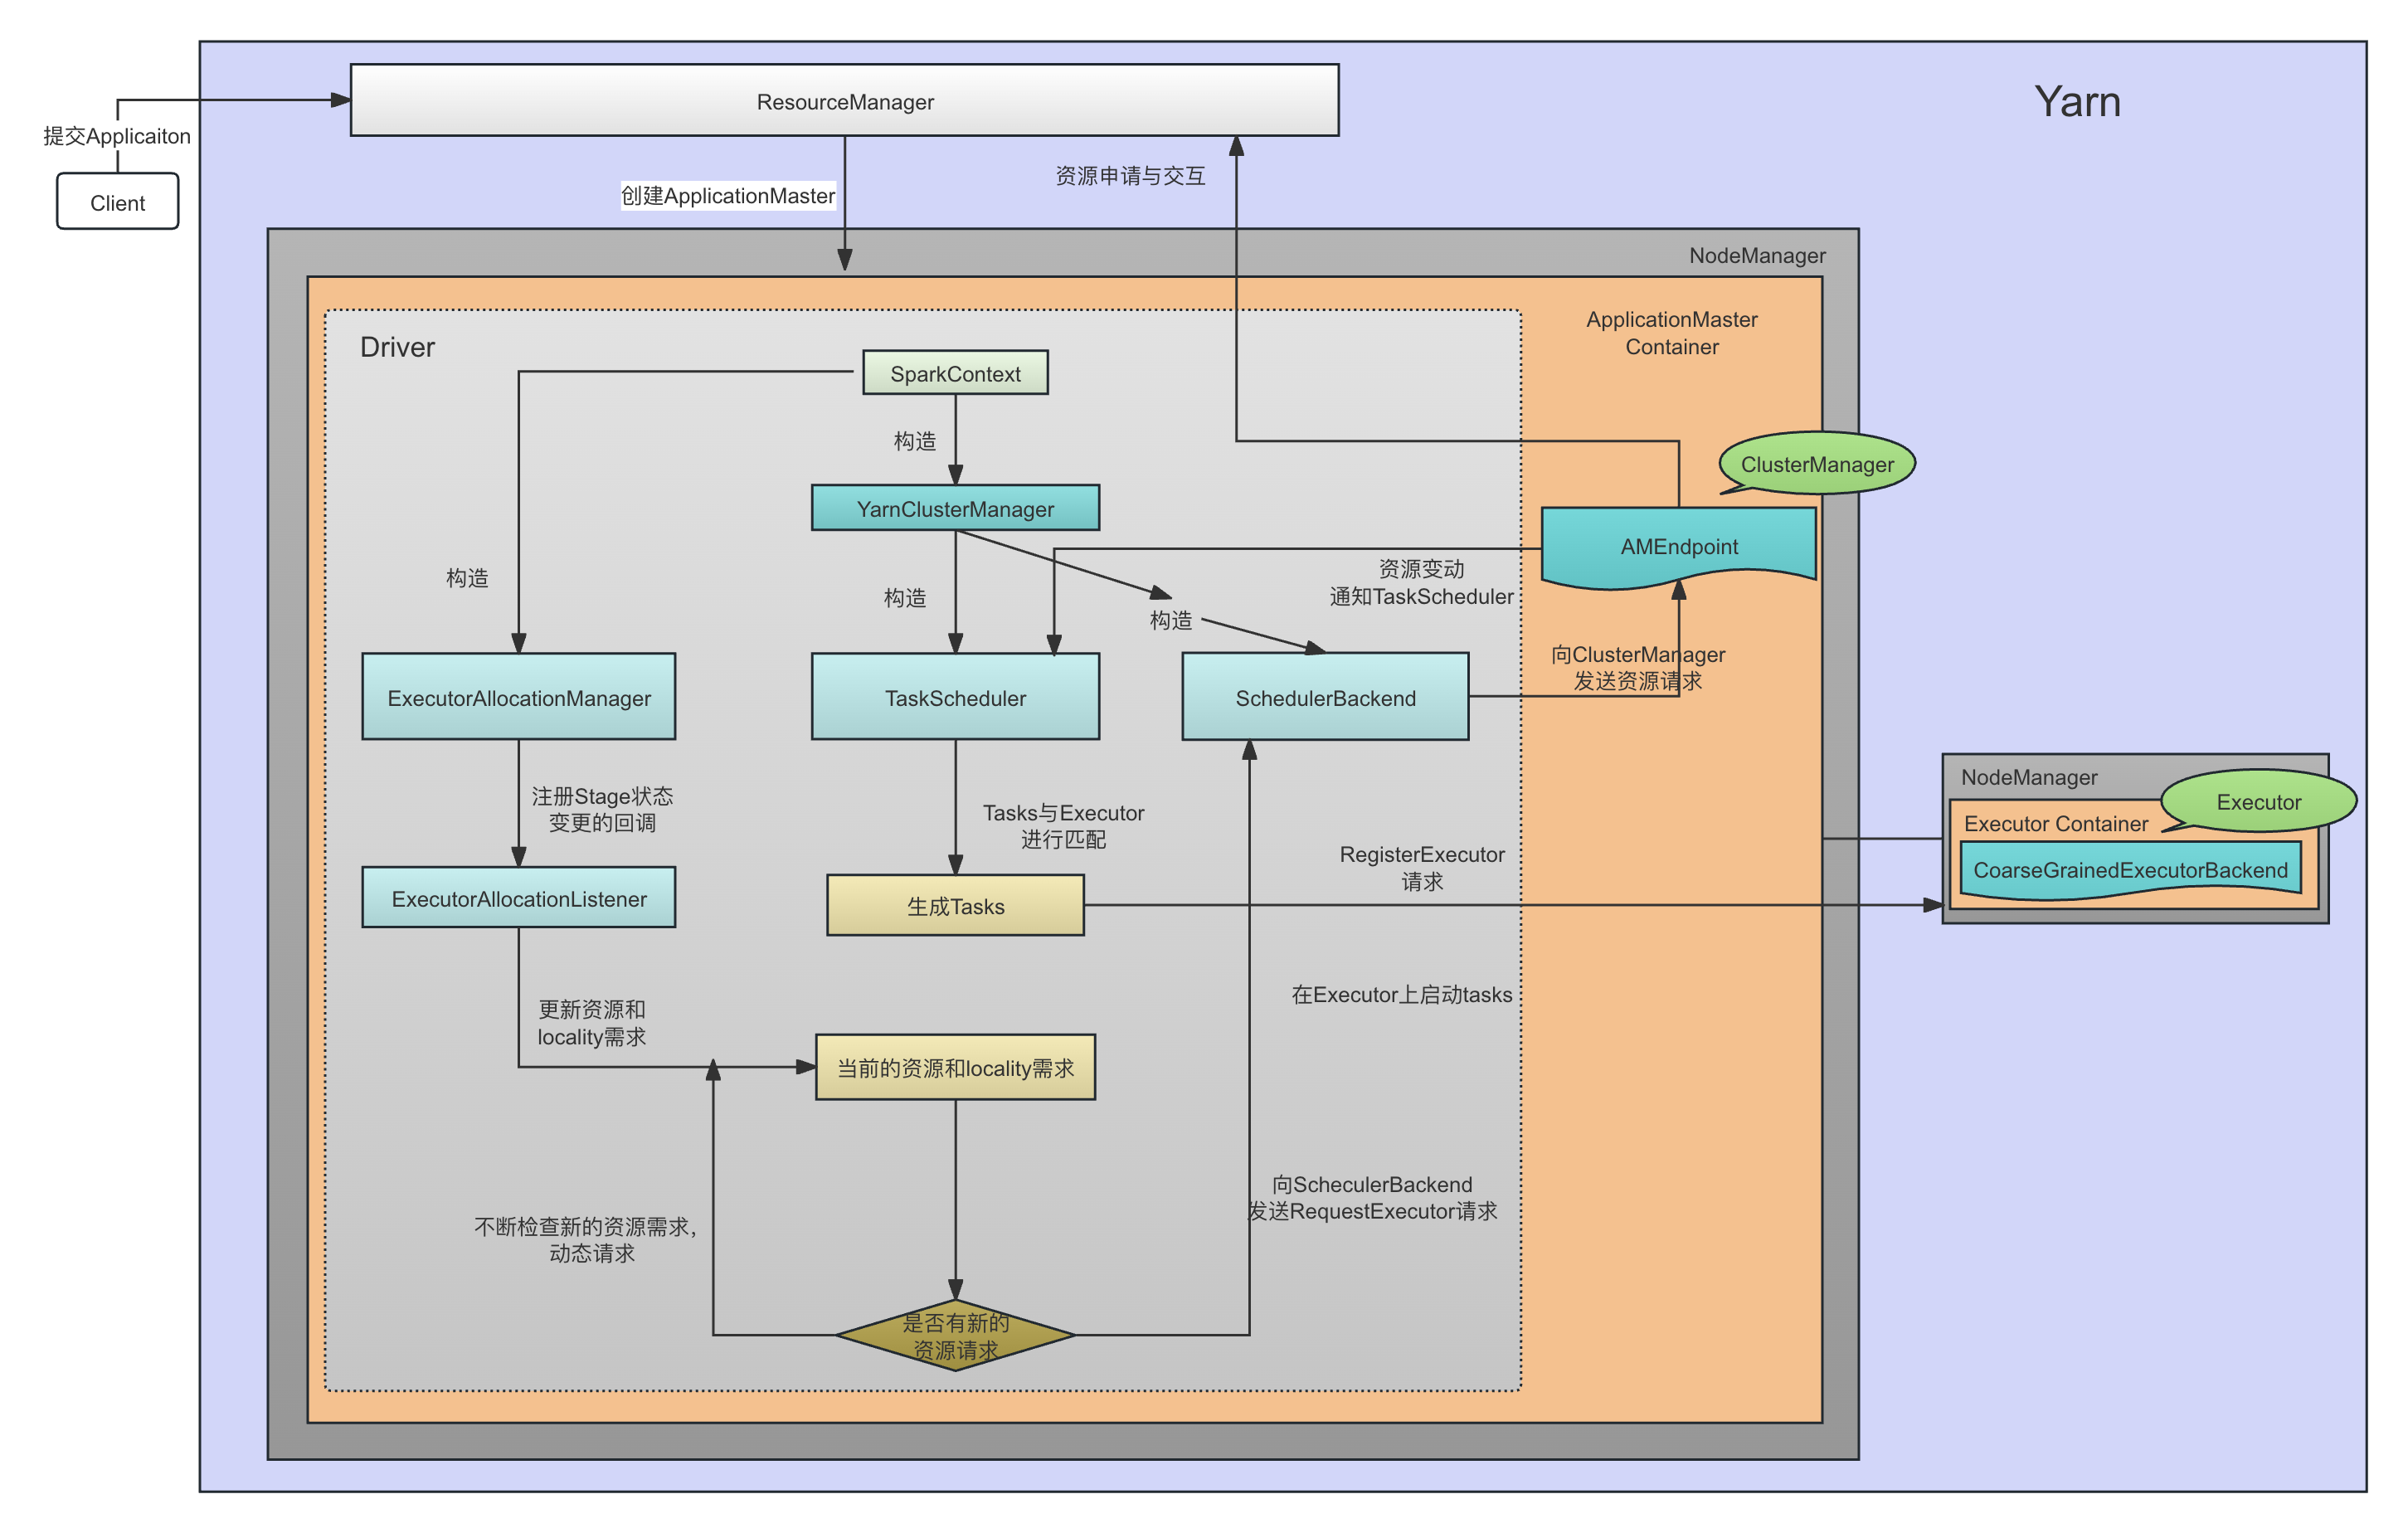 Yarn
ResourceManager
提交Applicaiton
Client
创建ApplicationMaster
资源申请与交互
NodeManager
ApplicationMaster
Container
Driver
SparkContext
构造
ClusterManager
YarnClusterManager
AMEndpoint
构造
构造
构造
资源变动
通知TaskScheduler
向ClusterManager
发送资源请求
ExecutorAllocationManager
TaskScheduler
SchedulerBackend
注册Stage状态
变更的回调
Tasks与Executor
进行匹配
NodeManager
Executor
Executor Container
CoarseGrainedExecutorBackend
RegisterExecutor
请求
ExecutorAllocationListener
生成Tasks
在Executor上启动tasks
更新资源和
locality需求
当前的资源和locality需求
向ScheculerBackend
发送RequestExecutor请求
不断检查新的资源需求，
动态请求
是否有新的
资源请求